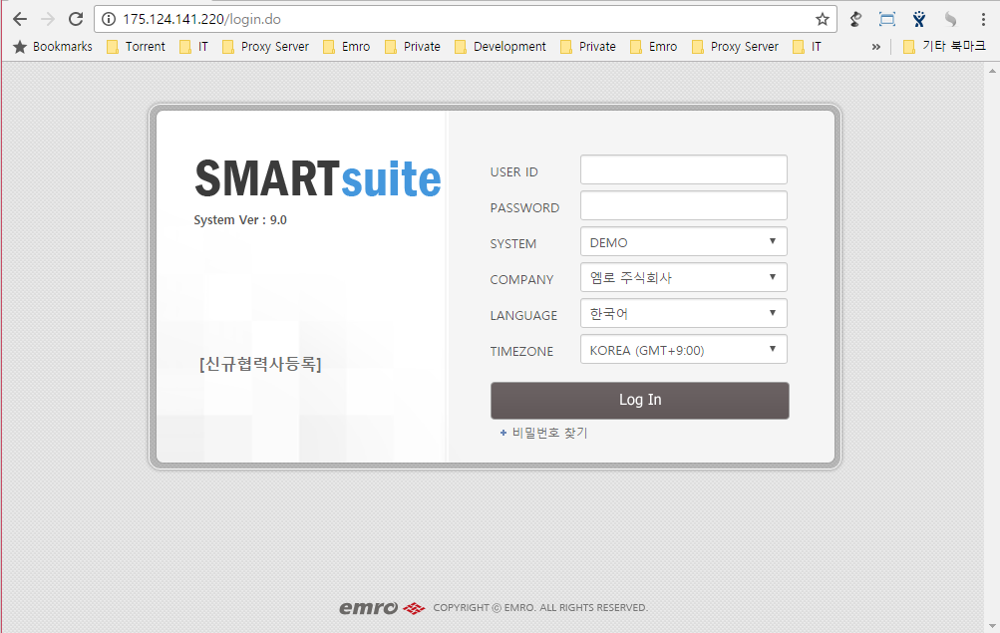 175.124.141.220/login.do
Bookmarks Torrent IT Proxy Server Emro Private Development Private Emro Proxy Server IT » 기타 북마크
SMARTsuite
System Ver : 9.0
[신규협력사등록]
USER ID
PASSWORD
SYSTEM DEMO
COMPANY 엠로 주식회사
LANGUAGE 한국어
TIMEZONE KOREA (GMT+9:00)
Log In
+ 비밀번호 찾기
emro COPYRIGHT ⓒ EMRO. ALL RIGHTS RESERVED.